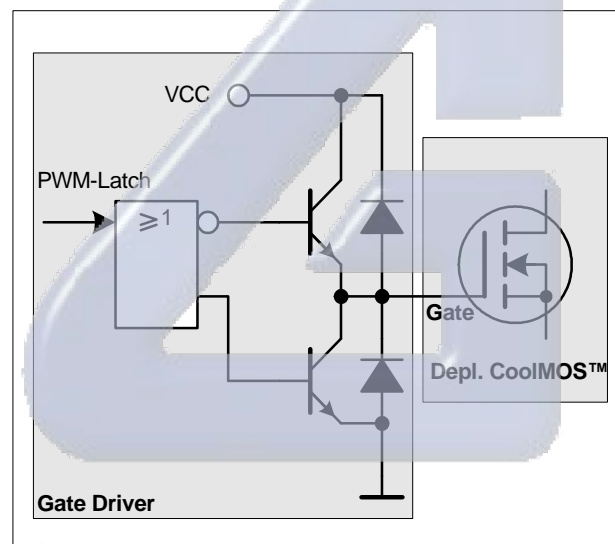 VCC
PWM-Latch
≥1
Gate
Depl. CoolMOS™
Gate Driver